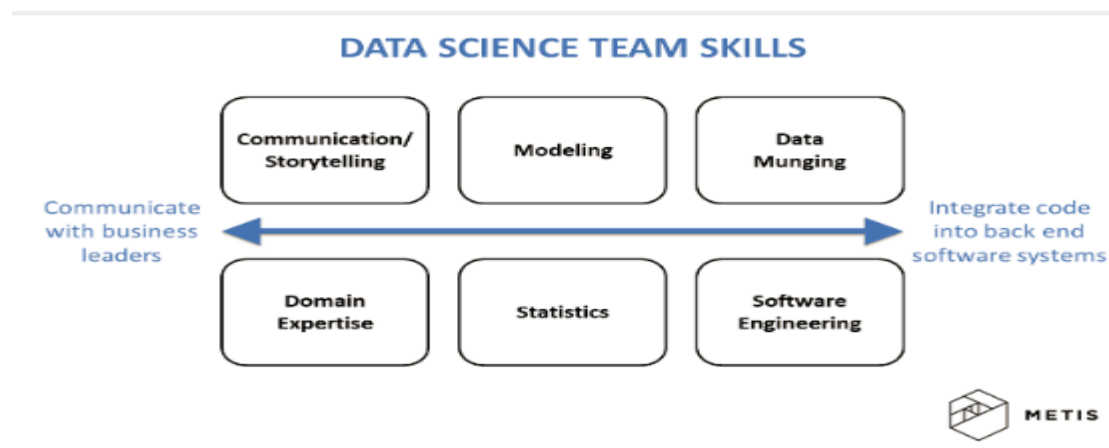 DATA SCIENCE TEAM SKILLS
Communication/
Storytelling
Modeling
Data
Munging
Communicate
with business
leaders
Integrate code
into back end
software systems
Domain
Expertise
Statistics
Software
Engineering
METIS